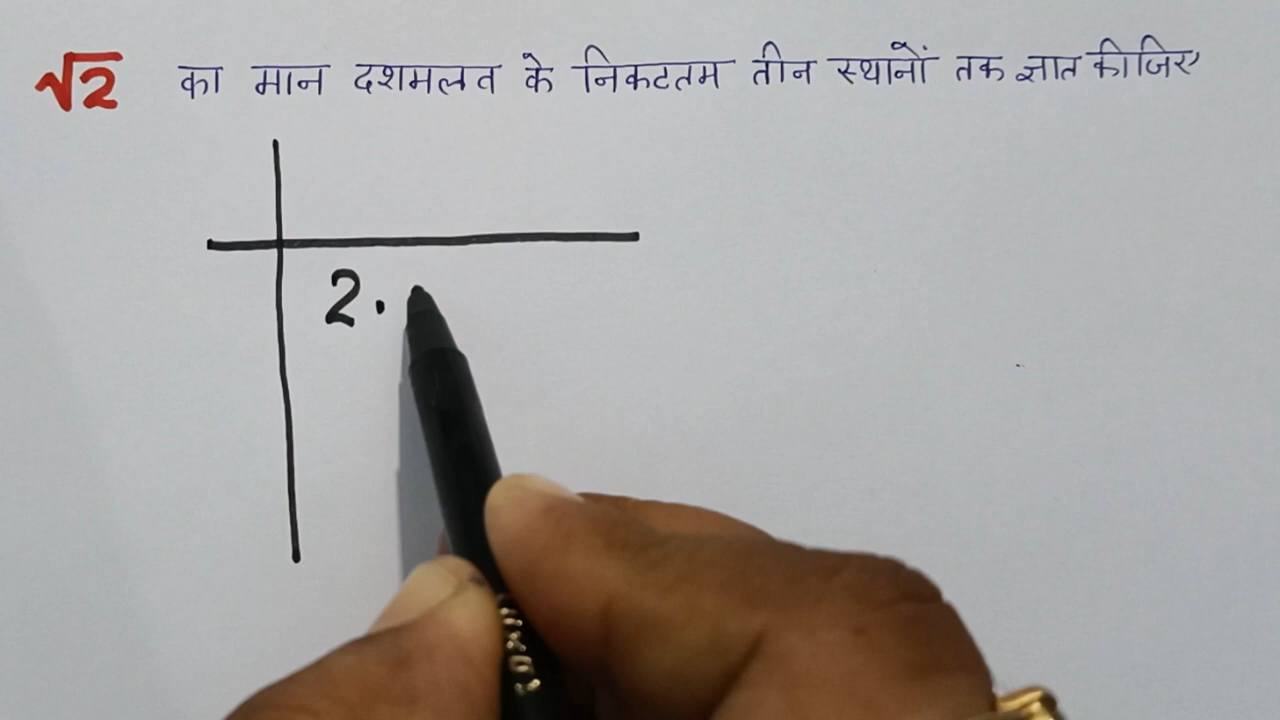 √2 का मान दशमलव के निकटतम तीन स्थानों तक ज्ञात कीजिए
2.